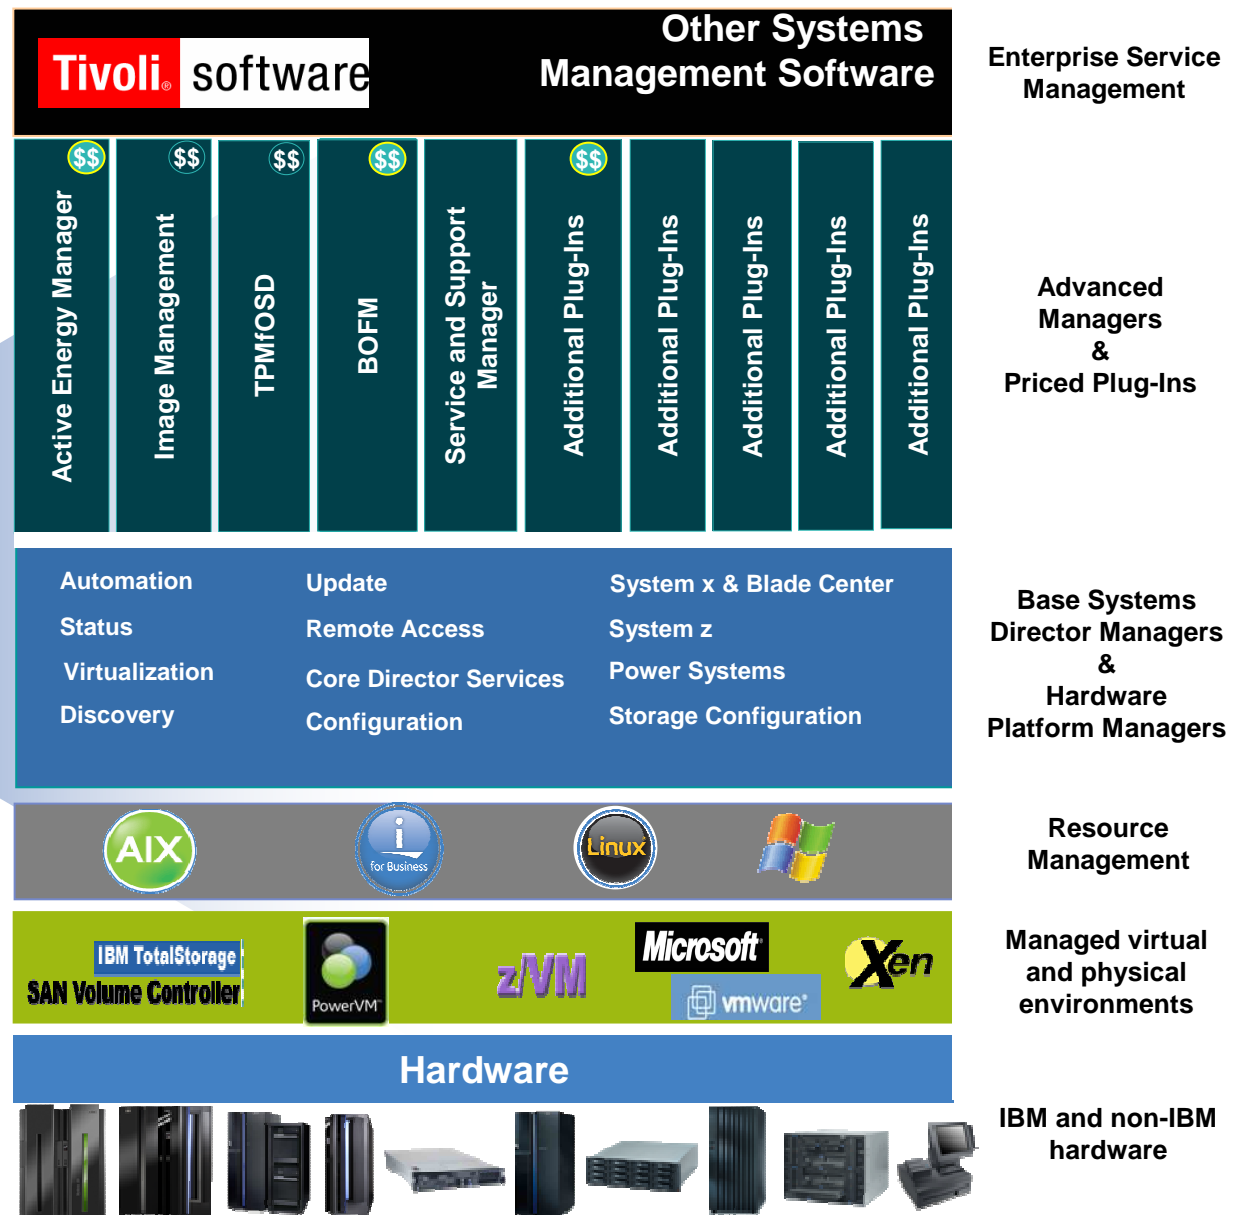 Tivoli® software
Other Systems
Management Software
Enterprise Service
Management
$$
$$
$$
$$
$$
Active Energy Manager
Image Management
TPMfOSD
BOFM
Service and Support
Manager
Additional Plug-Ins
Additional Plug-Ins
Additional Plug-Ins
Additional Plug-Ins
Additional Plug-Ins
Advanced
Managers
&
Priced Plug-Ins
Automation
Status
Virtualization
Discovery
Update
Remote Access
Core Director Services
Configuration
System x & Blade Center
System z
Power Systems
Storage Configuration
Base Systems
Director Managers
&
Hardware
Platform Managers
AIX
i
for Business
Linux
Resource
Management
IBM TotalStorage
SAN Volume Controller
PowerVM™
z/VM
Microsoft
vmware®
Xen
Managed virtual
and physical
environments
Hardware
IBM and non-IBM
hardware